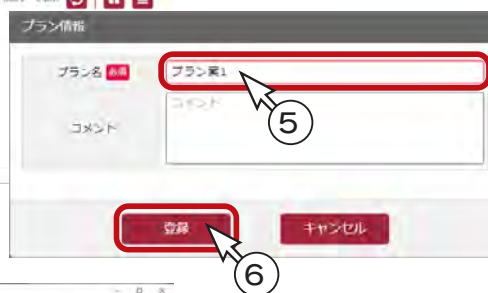 プラン情報
プラン名 必須 プラン案1
⑤
コメント コメント
登録 キャンセル
⑥